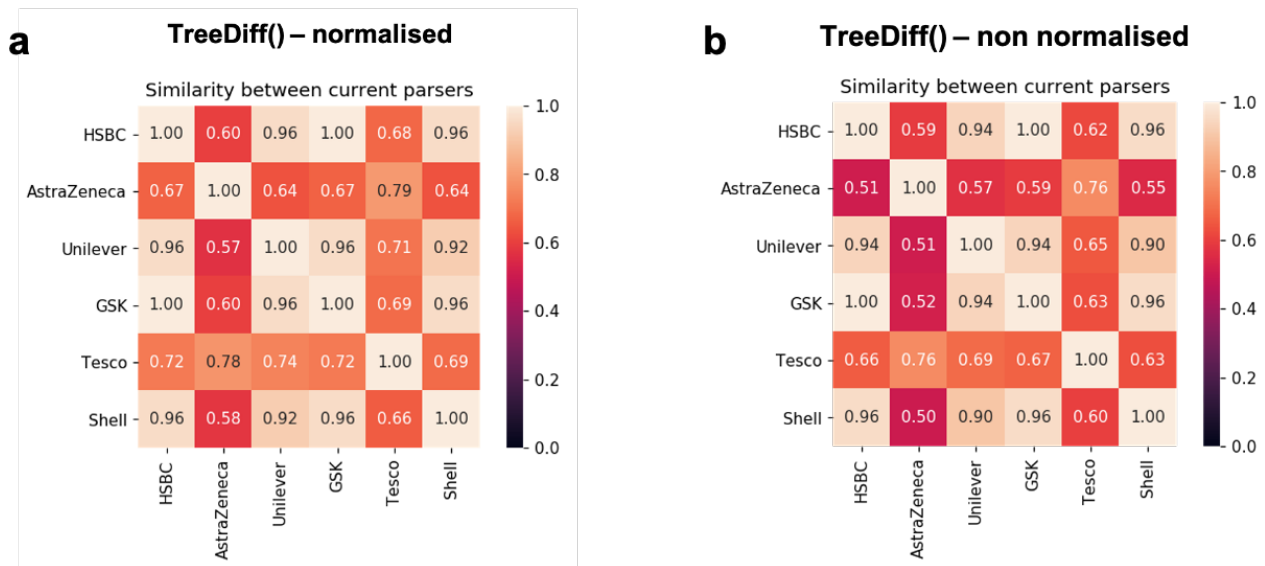 a
TreeDiff() – normalised
Similarity between current parsers
HSBC 1.00 0.60 0.96 1.00 0.68 0.96
AstraZeneca 0.67 1.00 0.64 0.67 0.79 0.64
Unilever 0.96 0.57 1.00 0.96 0.71 0.92
GSK 1.00 0.60 0.96 1.00 0.69 0.96
Tesco 0.72 0.78 0.74 0.72 1.00 0.69
Shell 0.96 0.58 0.92 0.96 0.66 1.00
HSBC AstraZeneca Unilever GSK Tesco Shell
1.0
0.8
0.6
0.4
0.2
0.0
b
TreeDiff() – non normalised
Similarity between current parsers
HSBC 1.00 0.59 0.94 1.00 0.62 0.96
AstraZeneca 0.51 1.00 0.57 0.59 0.76 0.55
Unilever 0.94 0.51 1.00 0.94 0.65 0.90
GSK 1.00 0.52 0.94 1.00 0.63 0.96
Tesco 0.66 0.76 0.69 0.67 1.00 0.63
Shell 0.96 0.50 0.90 0.96 0.60 1.00
HSBC AstraZeneca Unilever GSK Tesco Shell
1.0
0.8
0.6
0.4
0.2
0.0